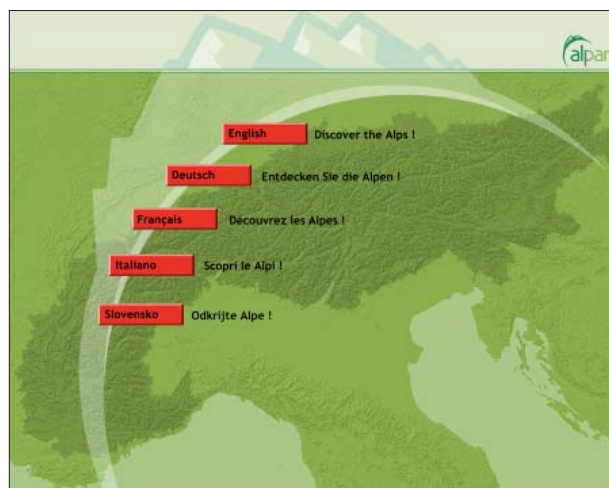 alpar
English Discover the Alps !
Deutsch Entdecken Sie die Alpen !
Français Découvrez les Alpes !
Italiano Scopri le Alpi !
Slovensko Odkrijte Alpe !